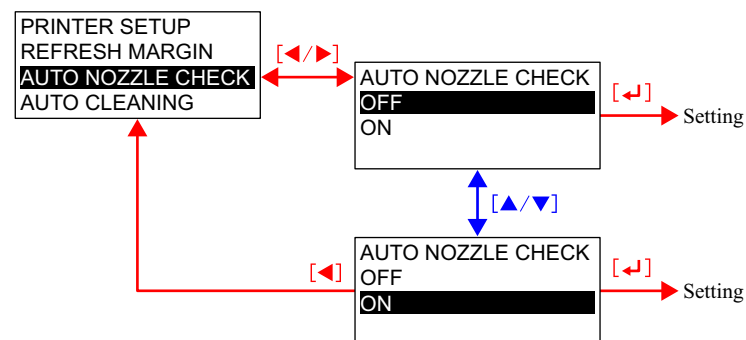 PRINTER SETUP
REFRESH MARGIN
AUTO NOZZLE CHECK
AUTO CLEANING
[◀/▶]
AUTO NOZZLE CHECK
OFF
ON
[↵]
Setting
[▲/▼]
AUTO NOZZLE CHECK
OFF
ON
[◀]
[↵]
Setting